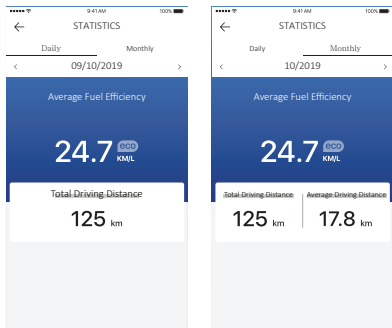 9:41 AM 100%
STATISTICS
Daily Monthly
09/10/2019
Average Fuel Efficiency
24.7 eco KM/L
Total Driving Distance
125 km
9:41 AM 100%
STATISTICS
Daily Monthly
10/2019
Average Fuel Efficiency
24.7 eco KM/L
Total Driving Distance Average Driving Distance
125 km 17.8 km